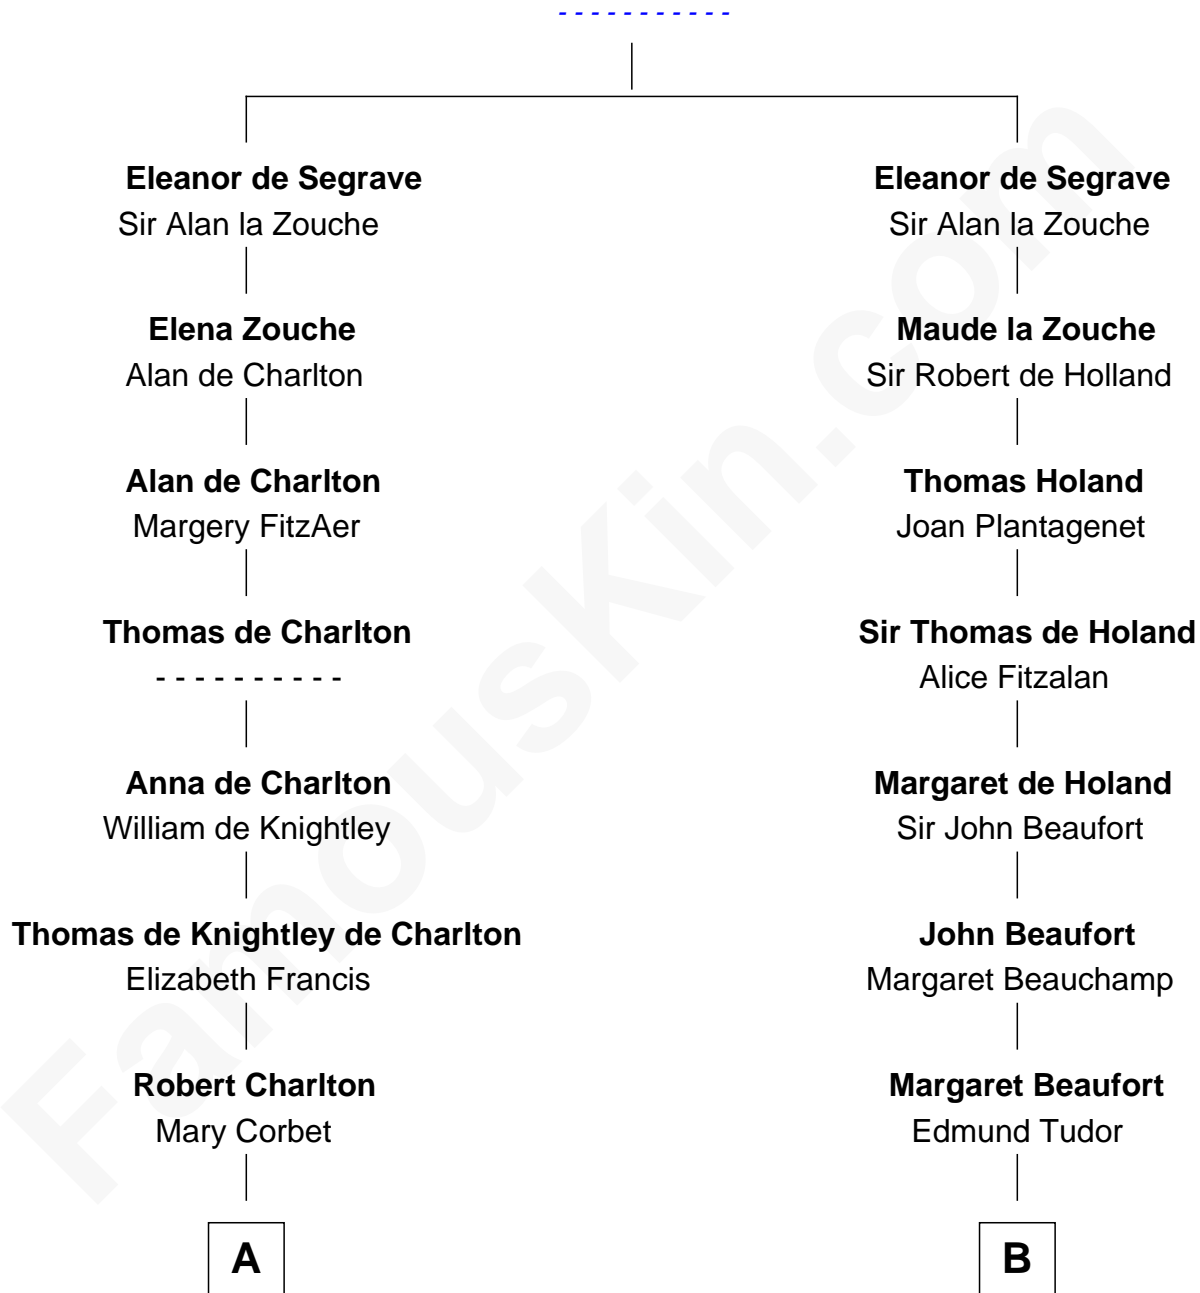 - - - - - - - - - - -
Eleanor de Segrave
Sir Alan la Zouche
Eleanor de Segrave
Sir Alan la Zouche
Elena Zouche
Alan de Charlton
Maude la Zouche
Sir Robert de Holland
Alan de Charlton
Margery FitzAer
Thomas Holand
Joan Plantagenet
Thomas de Charlton
- - - - - - - - - -
Sir Thomas de Holand
Alice Fitzalan
Anna de Charlton
William de Knightley
Margaret de Holand
Sir John Beaufort
Thomas de Knightley de Charlton
Elizabeth Francis
John Beaufort
Margaret Beauchamp
Robert Charlton
Mary Corbet
Margaret Beaufort
Edmund Tudor
A
B
FamousKin.com